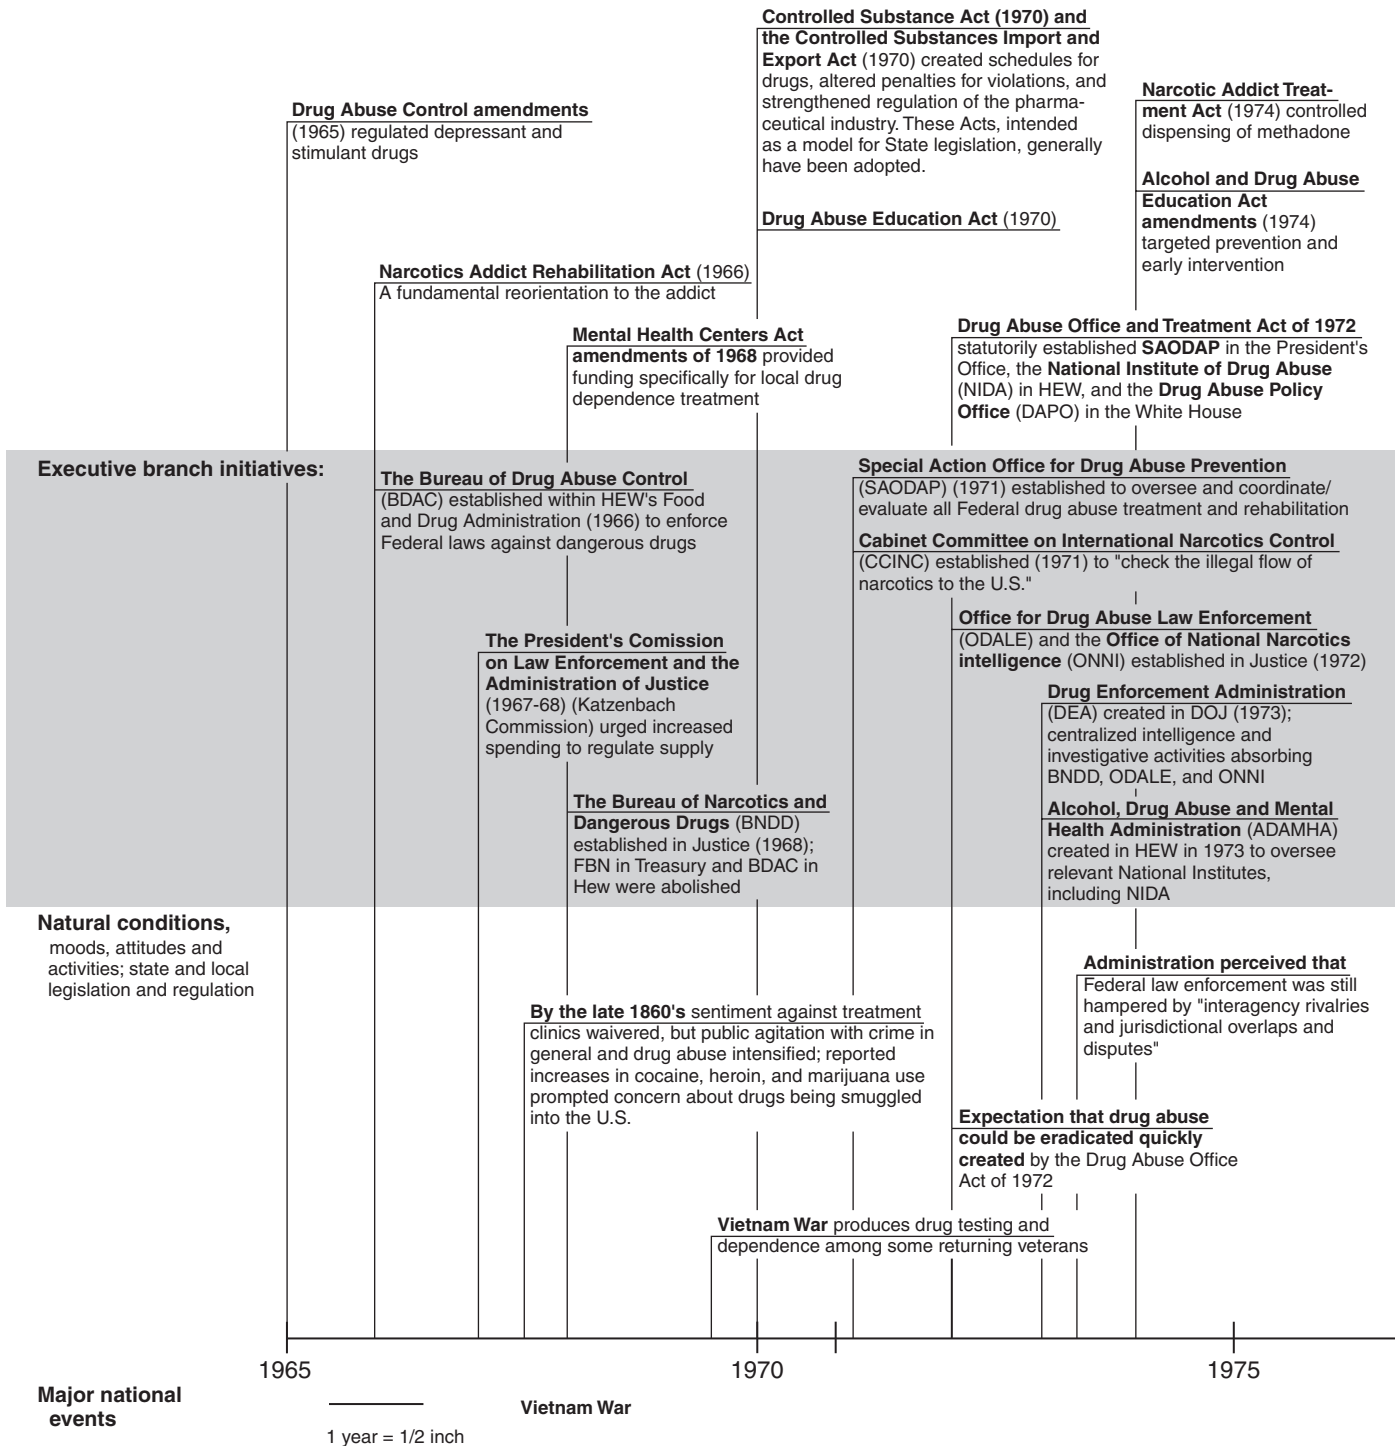 Controlled Substance Act (1970) and
the Controlled Substances Import and
Export Act (1970) created schedules for
drugs, altered penalties for violations, and
strengthened regulation of the pharma-
ceutical industry. These Acts, intended
as a model for State legislation, generally
have been adopted.
Narcotic Addict Treat-
ment Act (1974) controlled
dispensing of methadone
Drug Abuse Control amendments
(1965) regulated depressant and
stimulant drugs
Alcohol and Drug Abuse
Education Act
amendments (1974)
targeted prevention and
early intervention
Drug Abuse Education Act (1970)
Narcotics Addict Rehabilitation Act (1966)
A fundamental reorientation to the addict
Mental Health Centers Act
amendments of 1968 provided
funding specifically for local drug
dependence treatment
Drug Abuse Office and Treatment Act of 1972
statutorily established SAODAP in the President's
Office, the National Institute of Drug Abuse
(NIDA) in HEW, and the Drug Abuse Policy
Office (DAPO) in the White House
Executive branch initiatives:
The Bureau of Drug Abuse Control
(BDAC) established within HEW's Food
and Drug Administration (1966) to enforce
Federal laws against dangerous drugs
Special Action Office for Drug Abuse Prevention
(SAODAP) (1971) established to oversee and coordinate/
evaluate all Federal drug abuse treatment and rehabilitation
Cabinet Committee on International Narcotics Control
(CCINC) established (1971) to "check the illegal flow of
narcotics to the U.S."
Office for Drug Abuse Law Enforcement
(ODALE) and the Office of National Narcotics
intelligence (ONNI) established in Justice (1972)
The President's Comission
on Law Enforcement and the
Administration of Justice
(1967-68) (Katzenbach
Commission) urged increased
spending to regulate supply
Drug Enforcement Administration
(DEA) created in DOJ (1973);
centralized intelligence and
investigative activities absorbing
BNDD, ODALE, and ONNI
The Bureau of Narcotics and
Dangerous Drugs (BNDD)
established in Justice (1968);
FBN in Treasury and BDAC in
Hew were abolished
Alcohol, Drug Abuse and Mental
Health Administration (ADAMHA)
created in HEW in 1973 to oversee
relevant National Institutes,
including NIDA
Natural conditions,
moods, attitudes and
activities; state and local
legislation and regulation
Administration perceived that
Federal law enforcement was still
hampered by "interagency rivalries
and jurisdictional overlaps and
disputes"
By the late 1860's sentiment against treatment
clinics waivered, but public agitation with crime in
general and drug abuse intensified; reported
increases in cocaine, heroin, and marijuana use
prompted concern about drugs being smuggled
into the U.S.
Expectation that drug abuse
could be eradicated quickly
created by the Drug Abuse Office
Act of 1972
Vietnam War produces drug testing and
dependence among some returning veterans
1965
1970
1975
Major national
events
Vietnam War
1 year = 1/2 inch